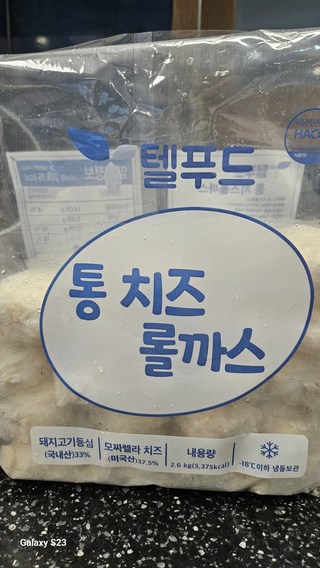 텔푸드
HAC
통 치즈
롤까스
돼지고기등심
(국내산)33%
모짜렐라 치즈
(미국산)37.5%
내용량
2.6 kg(5,375kcal)
-18℃이하 냉동보관
Galaxy S23